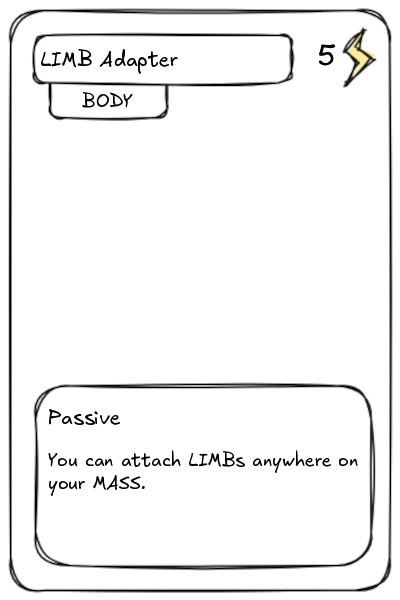 LIMB Adapter
5
BODY
Passive
You can attach LIMBs anywhere on
your MASS.